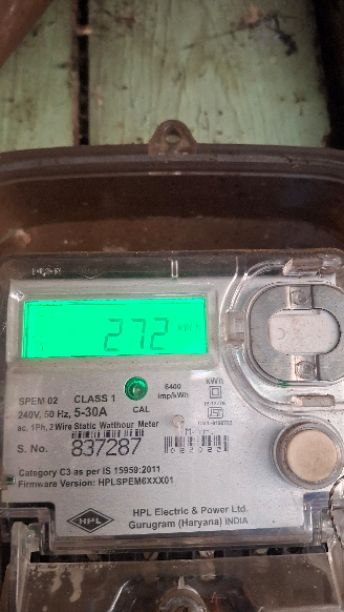 272
SPEM 02 CLASS 1
6400
imp/kWh
kWh
240V, 50 Hz, 5-30A
CAL
ac, 1Ph, 2Wire Static Watthour Meter
S. No. 837287
Category C3 as per IS 15959:2011
Firmware Version: HPLSPEM6XXX01
HPL
HPL Electric & Power Ltd.
Gurugram (Haryana) INDIA